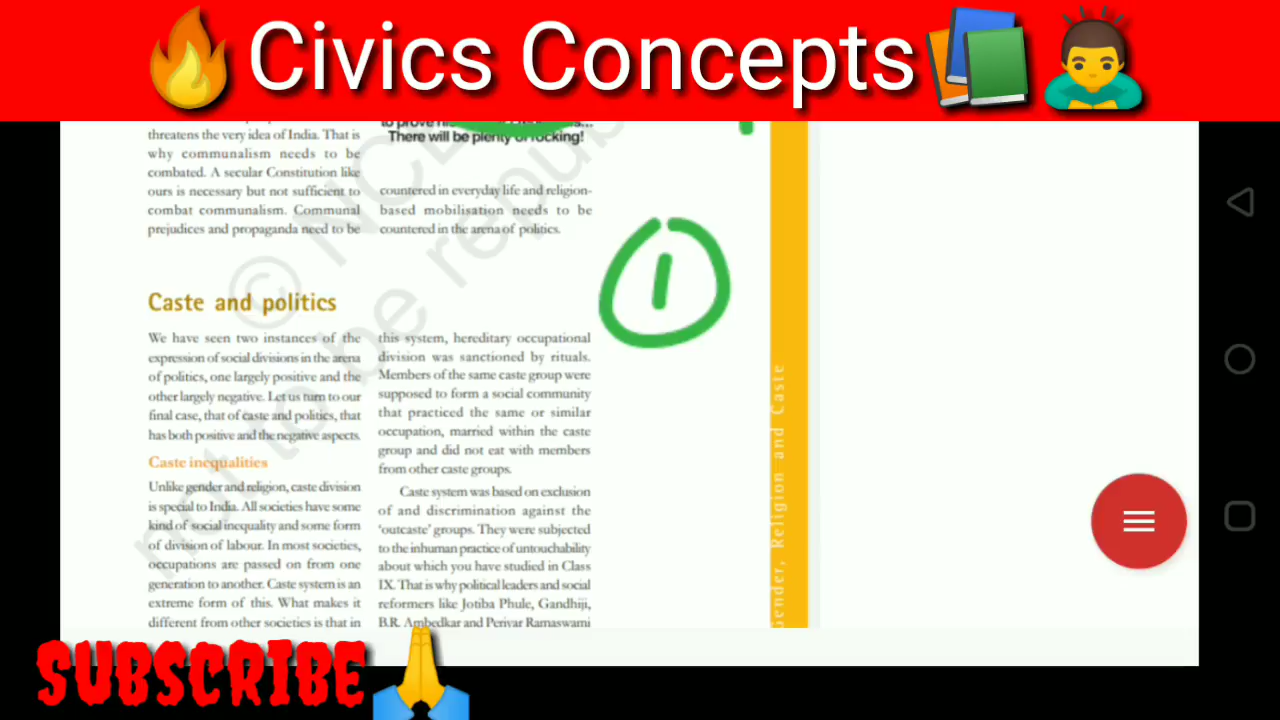 Civics Concepts
threatens the very idea of India. That is
why communalism needs to be
combated. A secular Constitution like
ours is necessary but not sufficient to
combat communalism. Communal
prejudices and propaganda need to be
to prove
There will be plenty of rocking!
countered in everyday life and religion-
based mobilisation needs to be
countered in the arena of politics.
1
Caste and politics
We have seen two instances of the
expression of social divisions in the arena
of politics, one largely positive and the
other largely negative. Let us turn to our
final case, that of caste and politics, that
has both positive and the negative aspects.
Caste inequalities
Unlike gender and religion, caste division
is special to India. All societies have some
kind of social inequality and some form
of division of labour. In most societies,
occupations are passed on from one
generation to another. Caste system is an
extreme form of this. What makes it
different from other societies is that in
this system, hereditary occupational
division was sanctioned by rituals.
Members of the same caste group were
supposed to form a social community
that practiced the same or similar
occupation, married within the caste
group and did not eat with members
from other caste groups.
Caste system was based on exclusion
of and discrimination against the
‘outcaste’ groups. They were subjected
to the inhuman practice of untouchability
about which you have studied in Class
IX. That is why political leaders and social
reformers like Jotiba Phule, Gandhiji,
B.R. Ambedkar and Periyar Ramaswami
Gender, Religion and Caste
© NCE
not to be repu
SUBSCRIBE